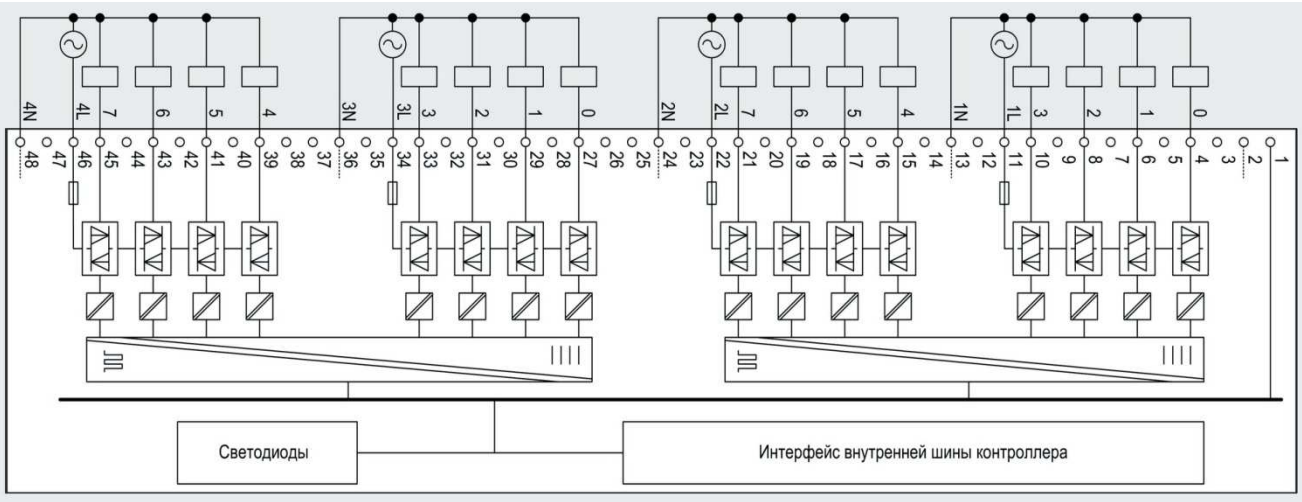 4N 4L 7 6 5 4 3N 3L 3 2 1 0 2N 2L 7 6 5 4 1N 1L 3 2 1 0
48 47 46 45 44 43 42 41 40 39 38 37 36 35 34 33 32 31 30 29 28 27 26 25 24 23 22 21 20 19 18 17 16 15 14 13 12 11 10 9 8 7 6 5 4 3 2 1
Светодиоды
Интерфейс внутренней шины контроллера